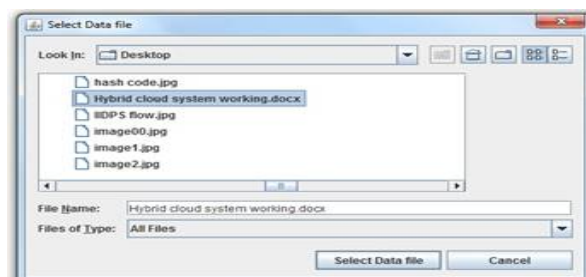 Select Data file
Look In: Desktop
hash code.jpg
Hybrid cloud system working.docx
IIDPS flow.jpg
image00.jpg
image1.jpg
image2.jpg
File Name: Hybrid cloud system working.docx
Files of Type: All Files
Select Data file Cancel